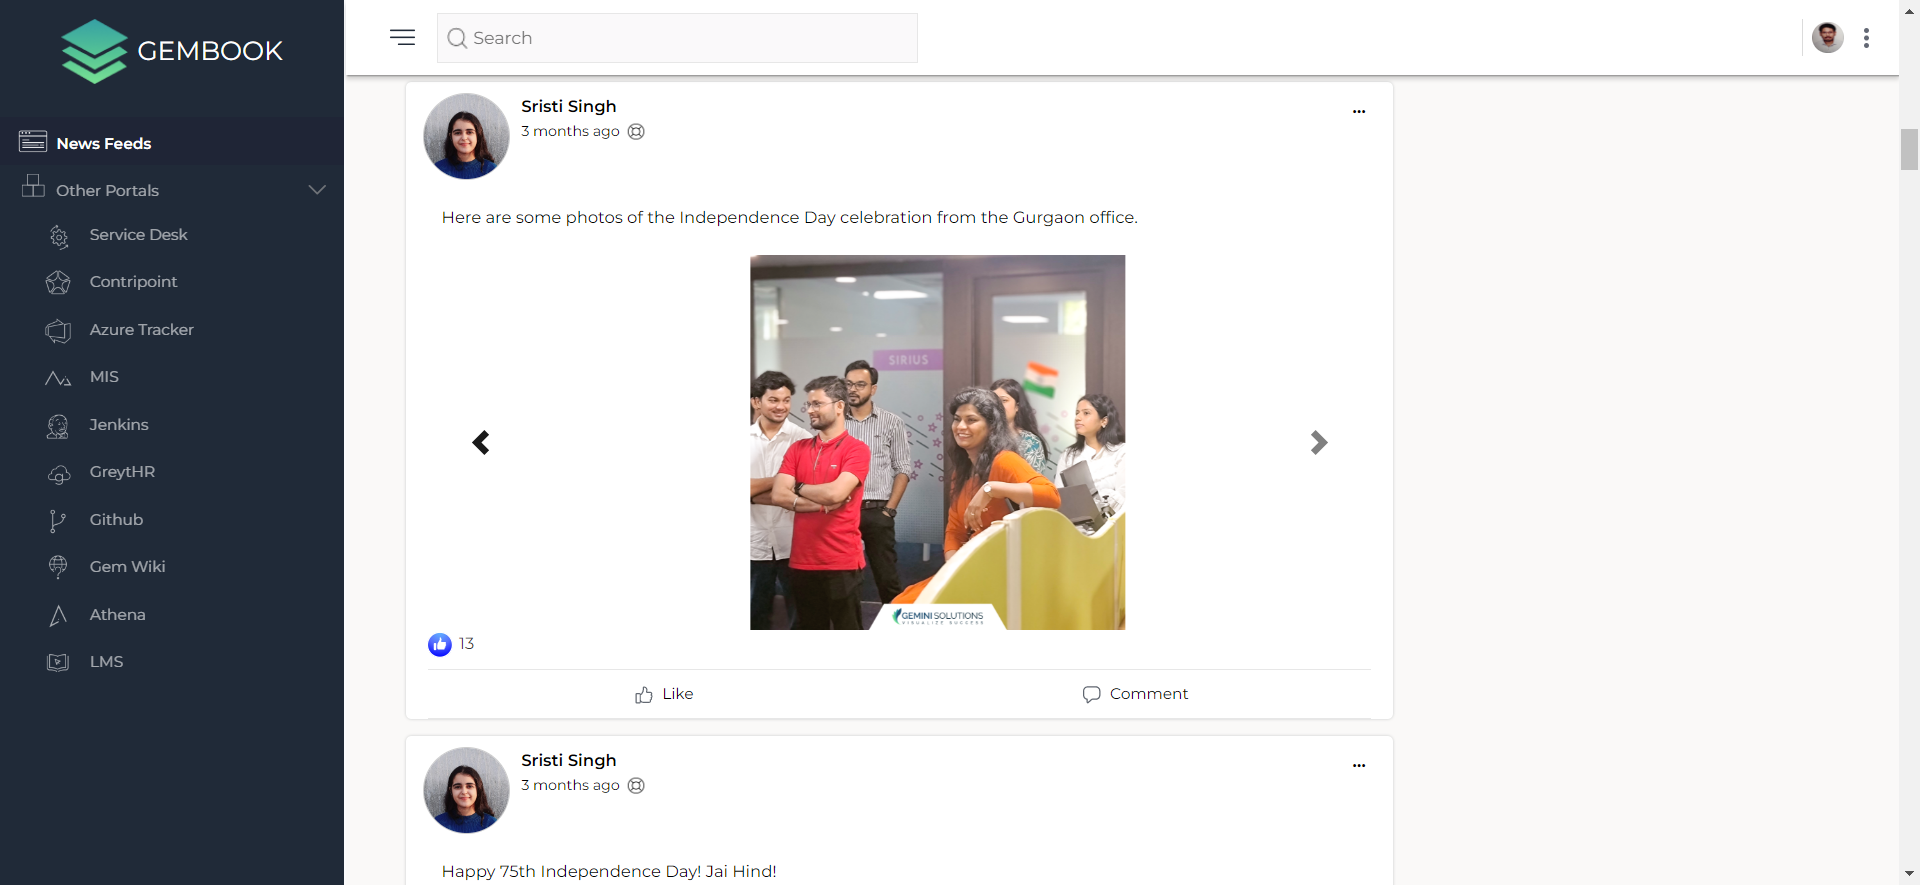 GEMBOOK
Search
News Feeds
Other Portals
Service Desk
Contripoint
Azure Tracker
MIS
Jenkins
GreytHR
Github
Gem Wiki
Athena
LMS
Sristi Singh
3 months ago
Here are some photos of the Independence Day celebration from the Gurgaon office.
SIRIUS
GEMINI SOLUTIONS
VISUALIZE SUCCESS
13
Like
Comment
Sristi Singh
3 months ago
Happy 75th Independence Day! Jai Hind!